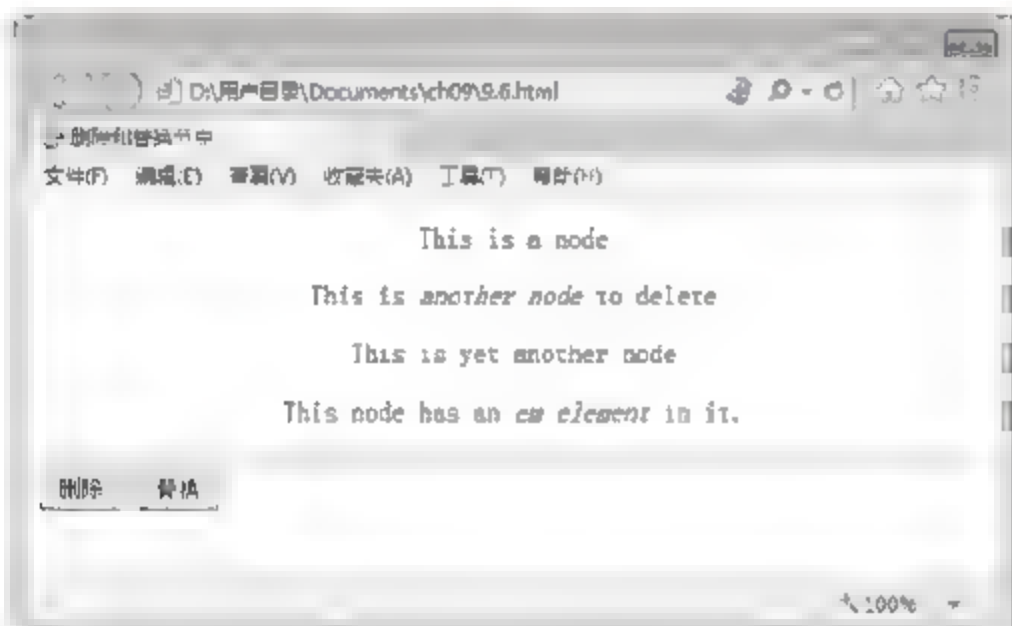 D:\用户目录\Documents\ch09\9.6.html
删除和替换节点
文件(F) 编辑(E) 查看(V) 收藏夹(A) 工具(T) 帮助(H)
This is a node
This is another node to delete
This is yet another node
This node has an em element in it.
删除 替换
100%